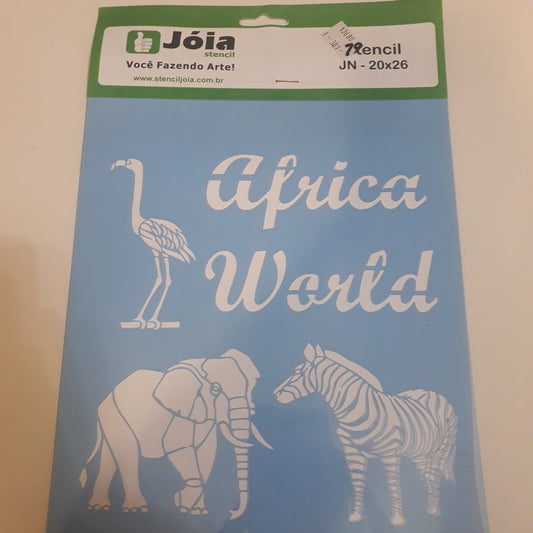 Jóia
stencil
Você Fazendo Arte!
www.stenciljoia.com.br
Stencil
JN - 20x26
Africa
World